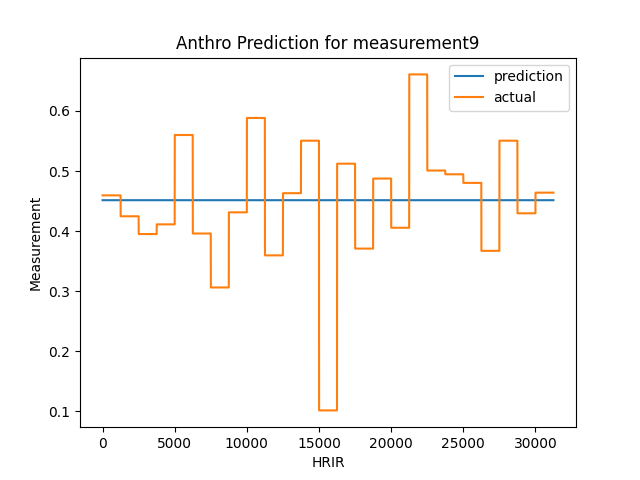 Anthro Prediction for measurement9
prediction
actual
Measurement
0.6
0.5
0.4
0.3
0.2
0.1
0 5000 10000 15000 20000 25000 30000
HRIR